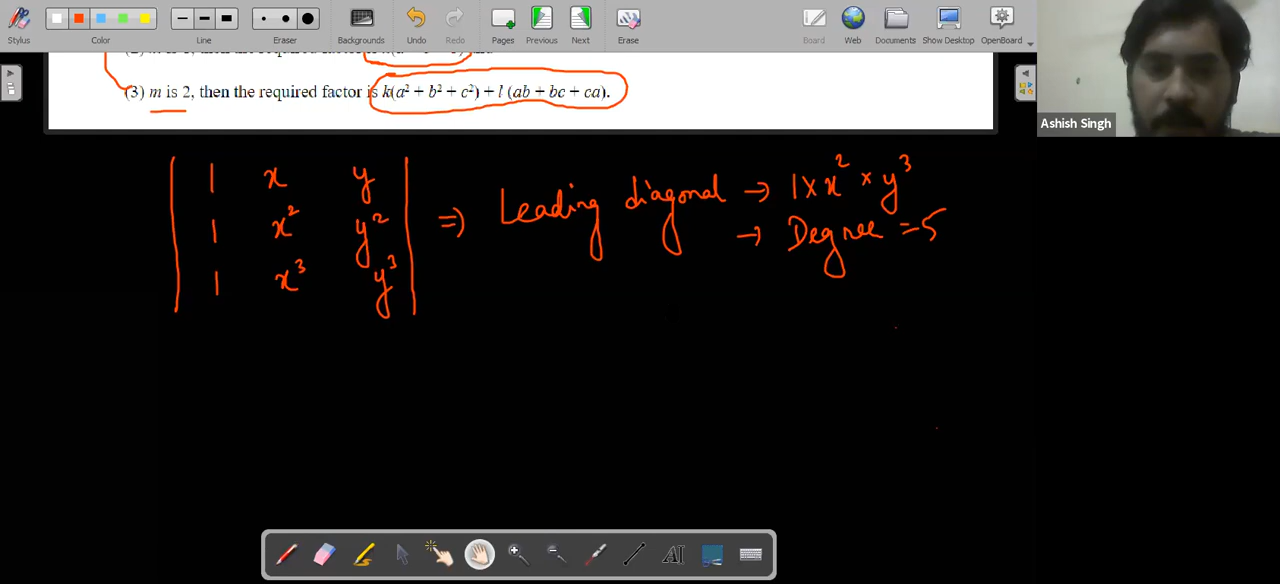 Stylus Color Line Eraser Backgrounds Undo Redo Pages Previous Next Erase Board Web Documents Show Desktop OpenBoard
(3) m is 2, then the required factor is k(a² + b² + c²) + l (ab + bc + ca).
Ashish Singh
1 x y
1 x² y² ⇒ Leading diagonal → 1 × x² × y³
→ Degree = 5
1 x³ y³
AI